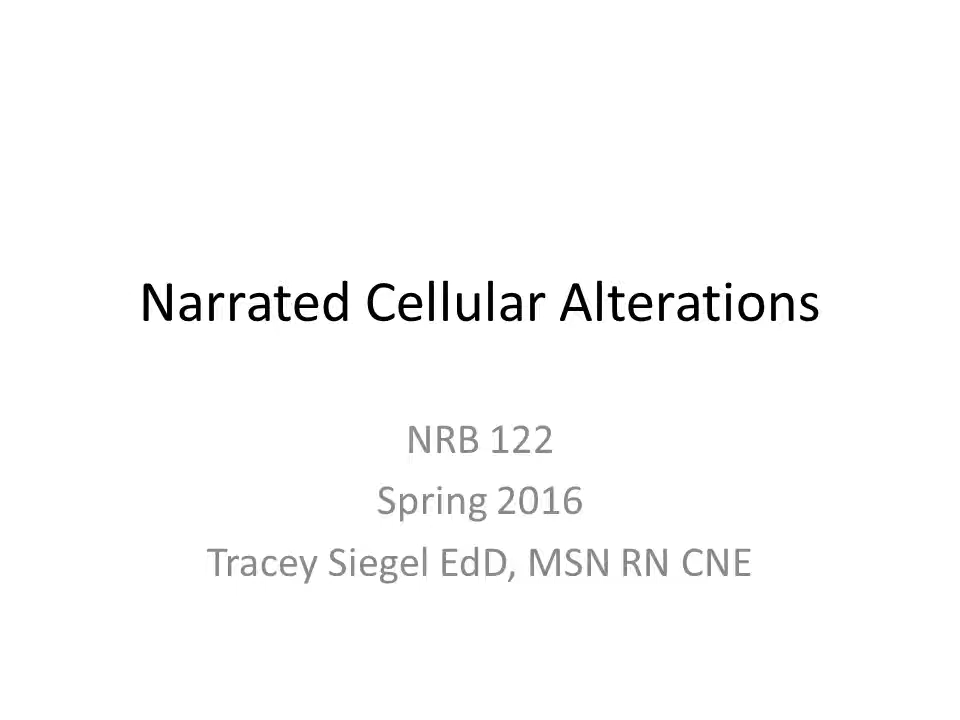 Narrated Cellular Alterations
NRB 122
Spring 2016
Tracey Siegel EdD, MSN RN CNE